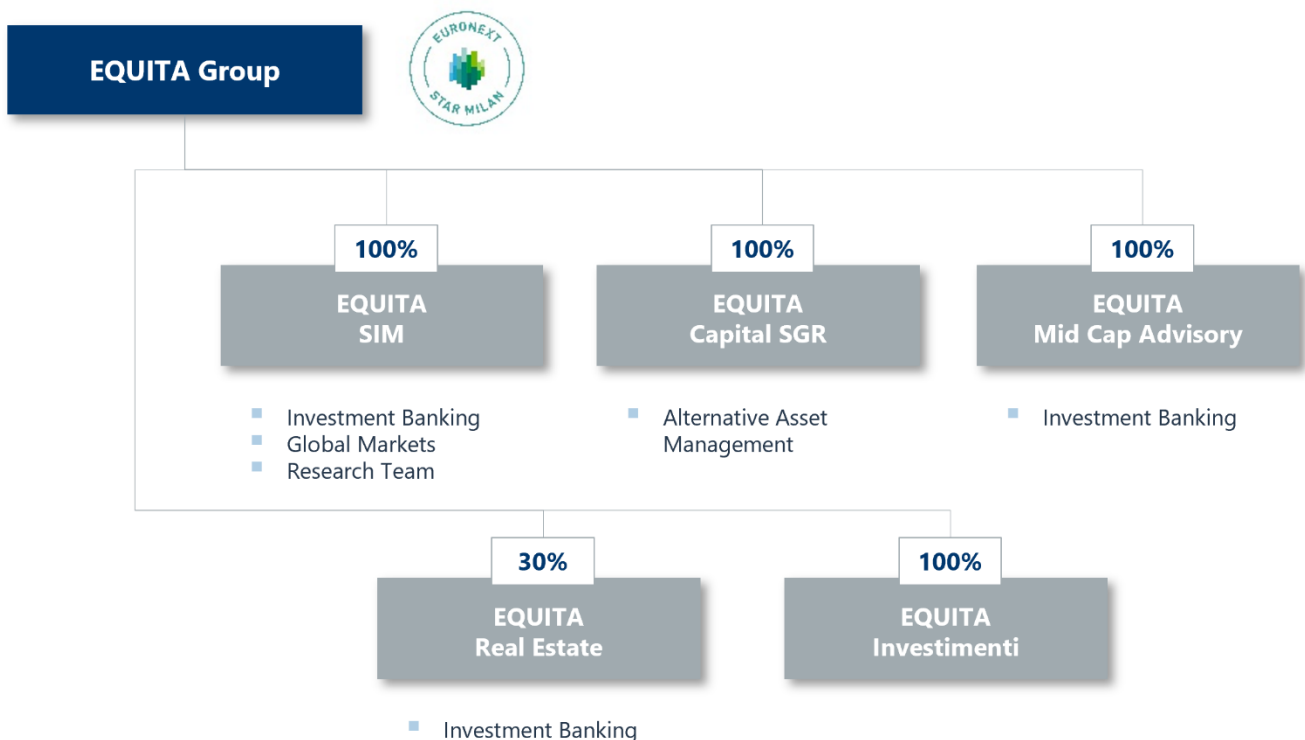 EQUITA Group
EURONEXT
STAR MILAN
100%
EQUITA
SIM
Investment Banking
Global Markets
Research Team
100%
EQUITA
Capital SGR
Alternative Asset
Management
100%
EQUITA
Mid Cap Advisory
Investment Banking
30%
EQUITA
Real Estate
Investment Banking
100%
EQUITA
Investimenti